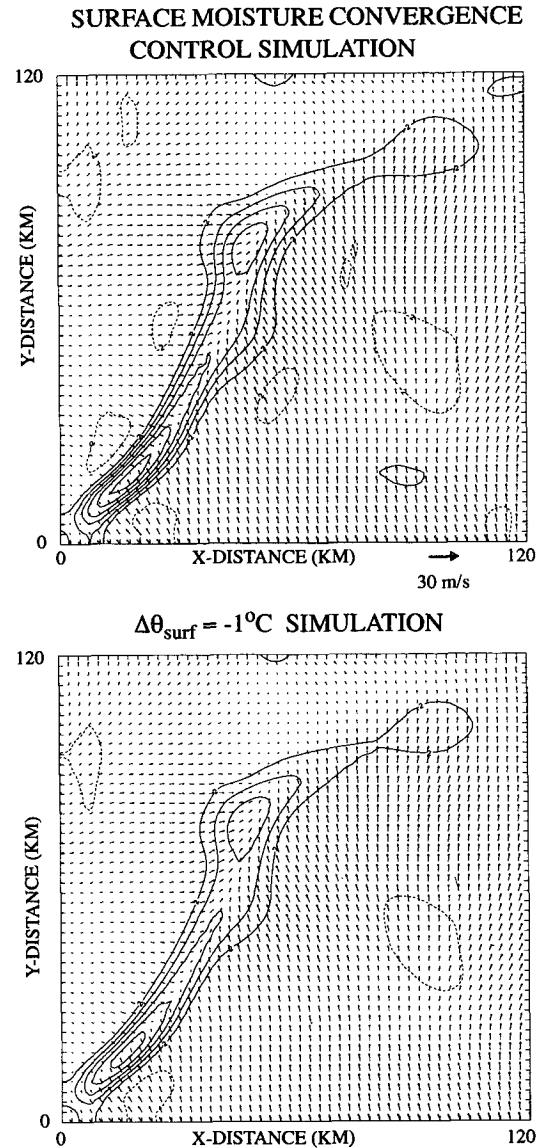 SURFACE MOISTURE CONVERGENCE
CONTROL SIMULATION
120
Y-DISTANCE (KM)
0
0
X-DISTANCE (KM)
120
30 m/s
Δθsurf = -1°C SIMULATION
120
Y-DISTANCE (KM)
0
0
X-DISTANCE (KM)
120